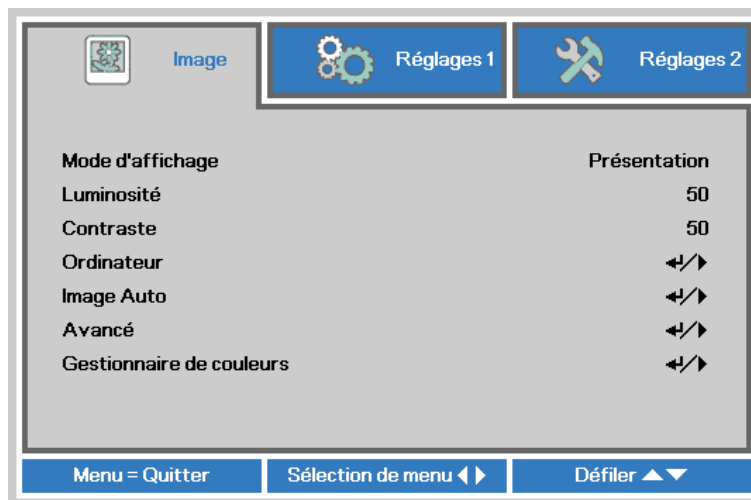 Image Réglages 1 Réglages 2
Mode d'affichage Présentation
Luminosité 50
Contraste 50
Ordinateur
Image Auto
Avancé
Gestionnaire de couleurs
Menu = Quitter Sélection de menu Défiler